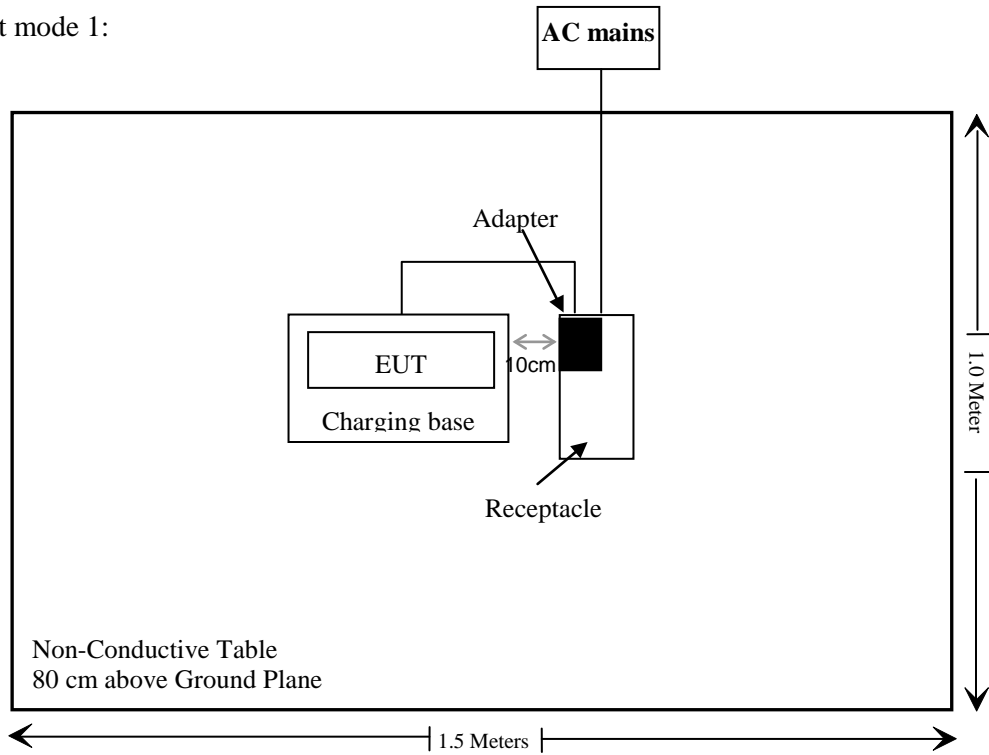 t mode 1:
AC mains
Adapter
EUT
10cm
Charging base
Receptacle
1.0 Meter
Non-Conductive Table
80 cm above Ground Plane
1.5 Meters